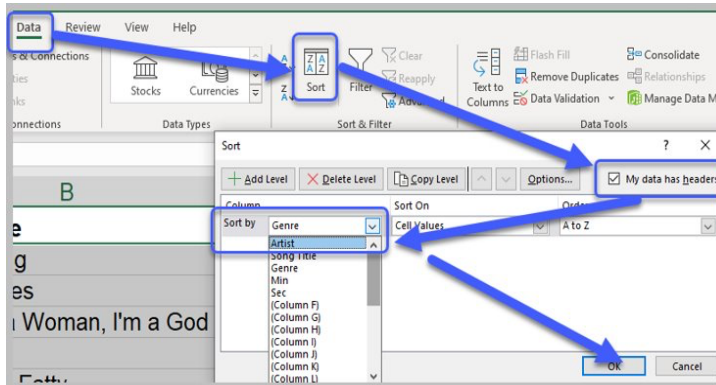 Data Review View Help
s & Connections
ties
nks
onnections
Stocks
Currencies
Data Types
Sort
Filter
Clear
Reapply
Advanced
Sort & Filter
Text to
Columns
Flash Fill
Remove Duplicates
Data Validation
Consolidate
Relationships
Manage Data M
Data Tools
Sort ? X
Add Level Delete Level Copy Level Options... My data has headers
Column Sort On Order
Sort by Genre Cell Values A to Z
Artist
Song Title
Genre
Min
Sec
(Column F)
(Column G)
(Column H)
(Column I)
(Column J)
(Column K)
(Column L)
OK Cancel
B
e
g
es
Woman, I'm a God